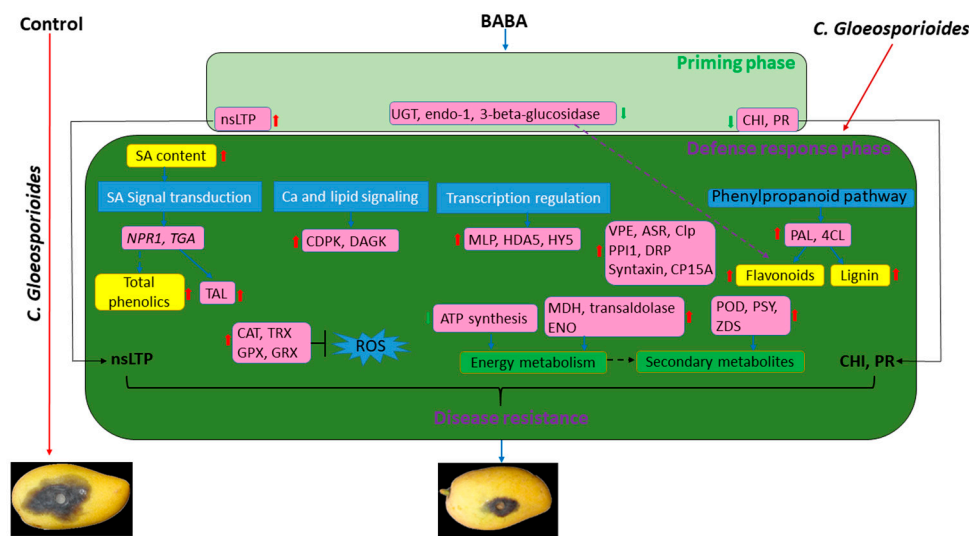 Control
BABA
C. Gloeosporioides
Priming phase
nsLTP
UGT, endo-1, 3-beta-glucosidase
CHI, PR
Defense response phase
SA content
SA Signal transduction
Ca and lipid signaling
Transcription regulation
Phenylpropanoid pathway
NPR1, TGA
CDPK, DAGK
MLP, HDA5, HY5
VPE, ASR, Clp
PPI1, DRP
Syntaxin, CP15A
PAL, 4CL
Total
phenolics
TAL
Flavonoids
Lignin
C. Gloeosporioides
CAT, TRX
GPX, GRX
ROS
ATP synthesis
MDH, transaldolase
ENO
POD, PSY,
ZDS
nsLTP
Energy metabolism
Secondary metabolites
CHI, PR
Disease resistance